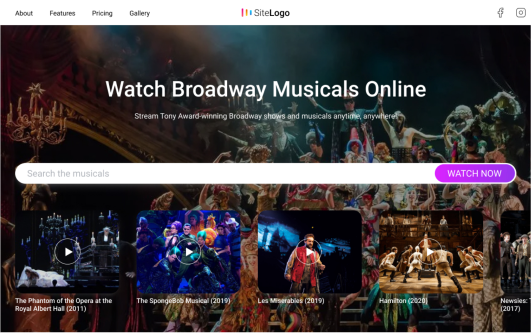 About Features Pricing Gallery SiteLogo
Watch Broadway Musicals Online
Stream Tony Award-winning Broadway shows and musicals anytime, anywhere.
Search the musicals WATCH NOW
The Phantom of the Opera at the
Royal Albert Hall (2011)
The SpongeBob Musical (2019)
Les Miserables (2019)
Hamilton (2020)
Newsies:
(2017)